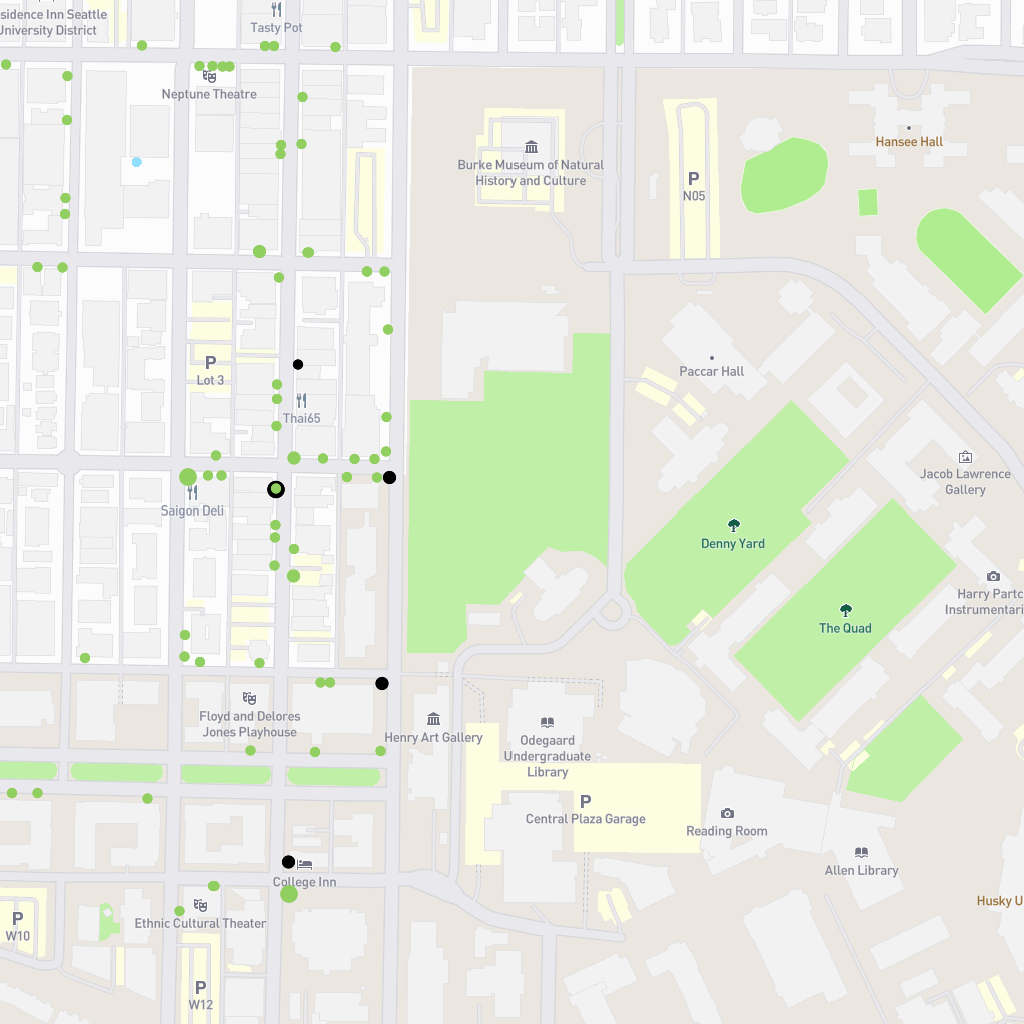 sidence Inn Seattle
University District
Tasty Pot
Neptune Theatre
Burke Museum of Natural
History and Culture
P
N05
Hansee Hall
P
Lot 3
Thai65
Paccar Hall
Saigon Deli
Jacob Lawrence
Gallery
Denny Yard
Harry Partc
Instrumentari
The Quad
Floyd and Delores
Jones Playhouse
Henry Art Gallery
Odegaard
Undergraduate
Library
P
Central Plaza Garage
Reading Room
Allen Library
College Inn
Ethnic Cultural Theater
P
W10
Husky U
P
W12